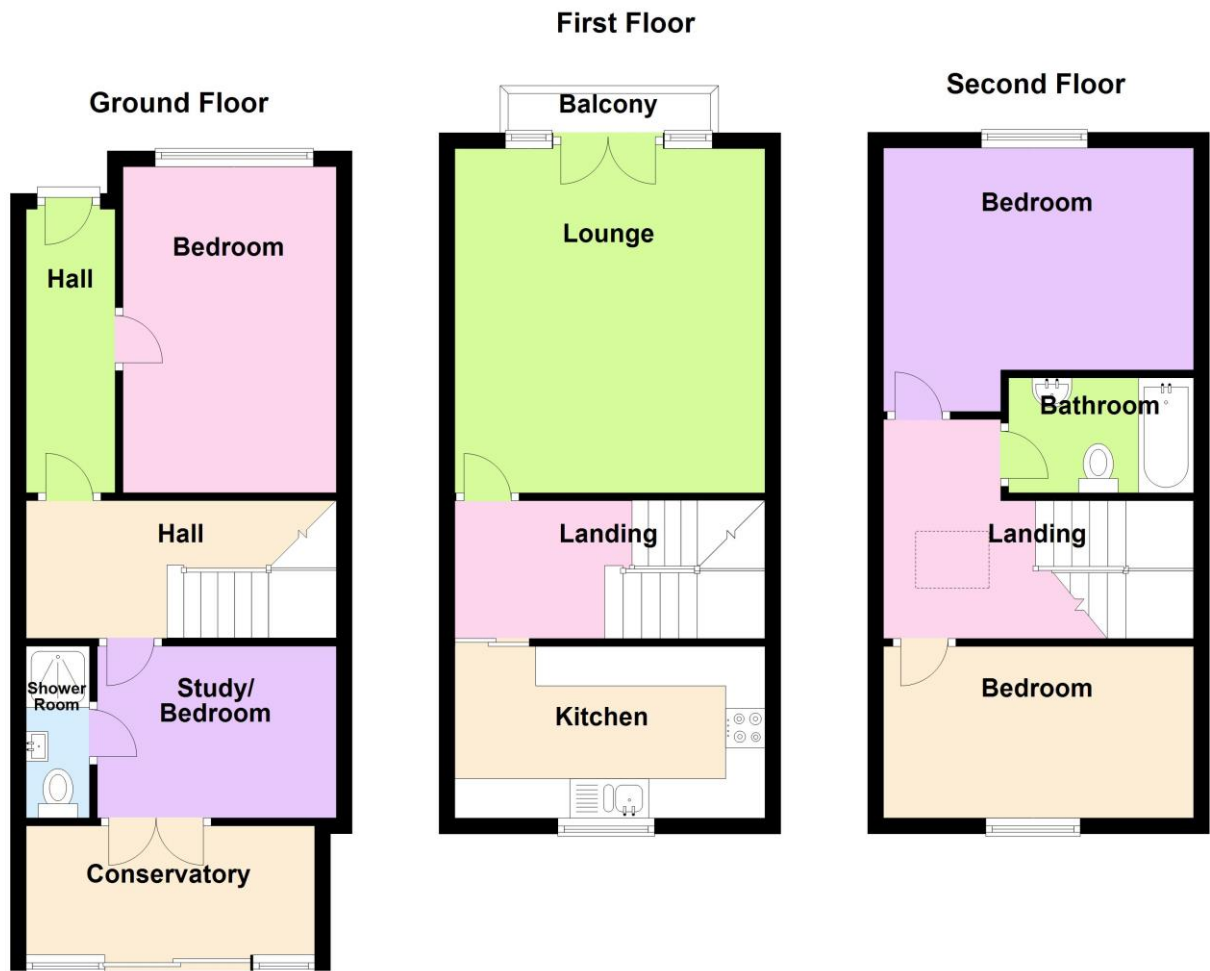 Ground Floor
Hall
Bedroom
Hall
Shower
Room
Study/
Bedroom
Conservatory
First Floor
Balcony
Lounge
Landing
Kitchen
Second Floor
Bedroom
Bathroom
Landing
Bedroom